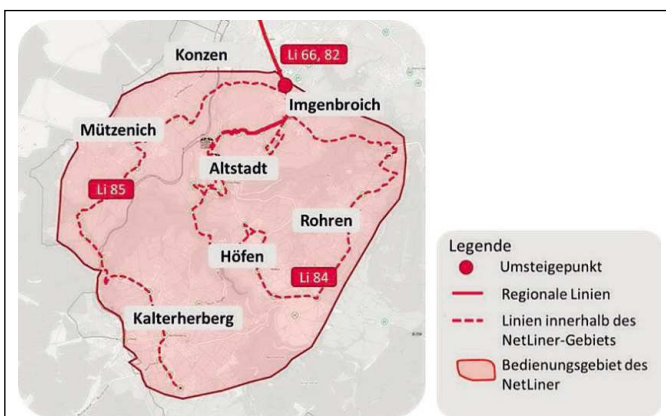 Konzen
Li 66, 82
Imgenbroich
Mützenich
Altstadt
Li 85
Rohren
Höfen
Li 84
Kalterherberg
Legende
Umsteigepunkt
Regionale Linien
Linien innerhalb des
NetLiner-Gebiets
Bedienungsgebiet des
NetLiner